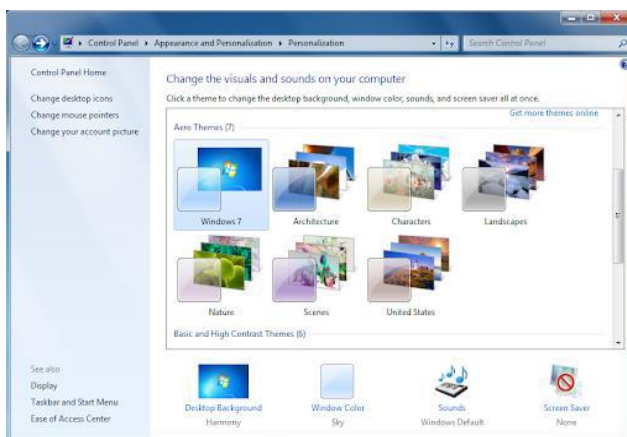 Control Panel ▸ Appearance and Personalization ▸ Personalization
Search Control Panel
Control Panel Home
Change desktop icons
Change mouse pointers
Change your account picture
Change the visuals and sounds on your computer
Click a theme to change the desktop background, window color, sounds, and screen saver all at once.
Get more themes online
Aero Themes (7)
Windows 7
Architecture
Characters
Landscapes
Nature
Scenes
United States
Basic and High Contrast Themes (6)
See also
Display
Taskbar and Start Menu
Ease of Access Center
Desktop Background
Harmony
Window Color
Sky
Sounds
Windows Default
Screen Saver
None